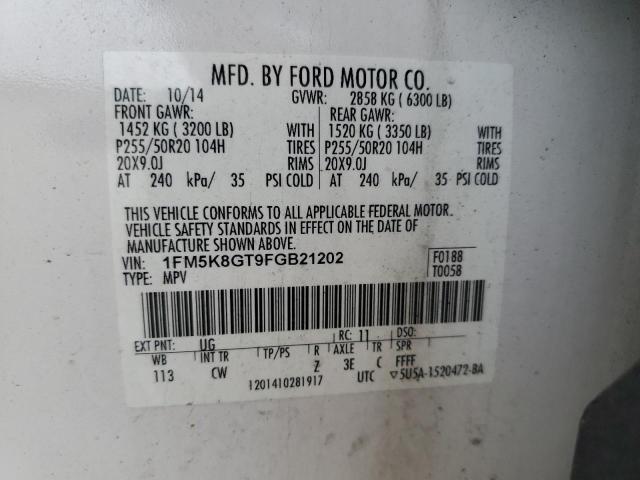 MFD. BY FORD MOTOR CO.
DATE: 10/14 GVWR: 2858 KG ( 6300 LB)
FRONT GAWR: REAR GAWR:
1452 KG ( 3200 LB) WITH 1520 KG ( 3350 LB) WITH
P255/50R20 104H TIRES P255/50R20 104H TIRES
20X9.0J RIMS 20X9.0J RIMS
AT 240 kPa/ 35 PSI COLD AT 240 kPa/ 35 PSI COLD
THIS VEHICLE CONFORMS TO ALL APPLICABLE FEDERAL MOTOR.
VEHICLE SAFETY STANDARDS IN EFFECT ON THE DATE OF
MANUFACTURE SHOWN ABOVE.
VIN: 1FM5K8GT9FGB21202 F0188
TYPE: MPV T0058
EXT PNT: UG RC: 11 DSO:
WB INT TR TP/PS R AXLE TR SPR
113 CW Z 3E C FFFF
1201410281917 UTC ▽5U5A-1520472-BA